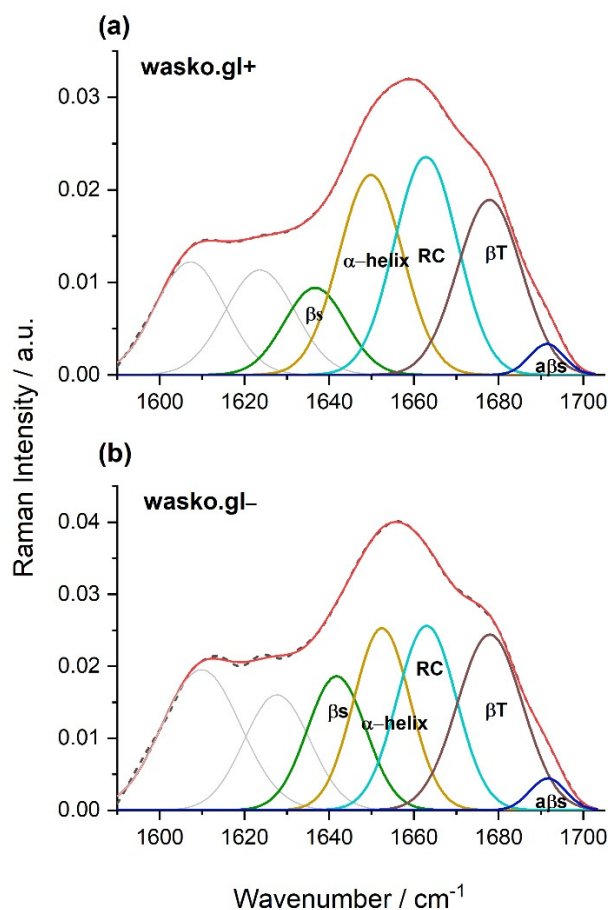 (a)
wasko.gl+
0.03
0.02
0.01
0.00
βs
α–helix
RC
βT
aβs
1600 1620 1640 1660 1680 1700
Raman Intensity / a.u.
(b)
wasko.gl–
0.04
0.03
0.02
0.01
0.00
βs
α–helix
RC
βT
aβs
1600 1620 1640 1660 1680 1700
Wavenumber / cm⁻¹